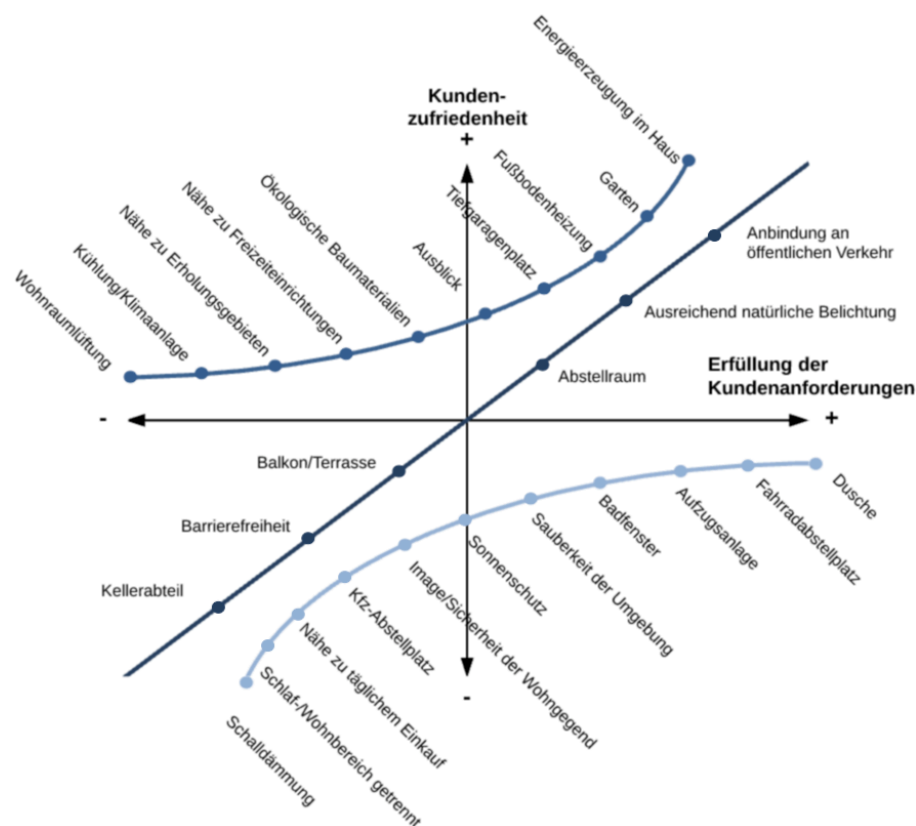 Energieerzeugung im Haus
Kunden-
zufriedenheit
+
Fußbodenheizung
Garten
Tiefgaragenplatz
Ökologische Baumaterialien
Nähe zu Freizeiteinrichtungen
Nähe zu Erholungsgebieten
Ausblick
Kühlung/Klimaanlage
Wohnraumlüftung
Anbindung an
öffentlichen Verkehr
Ausreichend natürliche Belichtung
Abstellraum
Erfüllung der
Kundenanforderungen
-
+
Balkon/Terrasse
Barrierefreiheit
Kellerabteil
Dusche
Fahrradabstellplatz
Aufzugsanlage
Badfenster
Sauberkeit der Umgebung
Sonnenschutz
Image/Sicherheit der Wohngegend
Kfz-Abstellplatz
Nähe zu täglichem Einkauf
Schlaf-/Wohnbereich getrennt
Schalldämmung
-